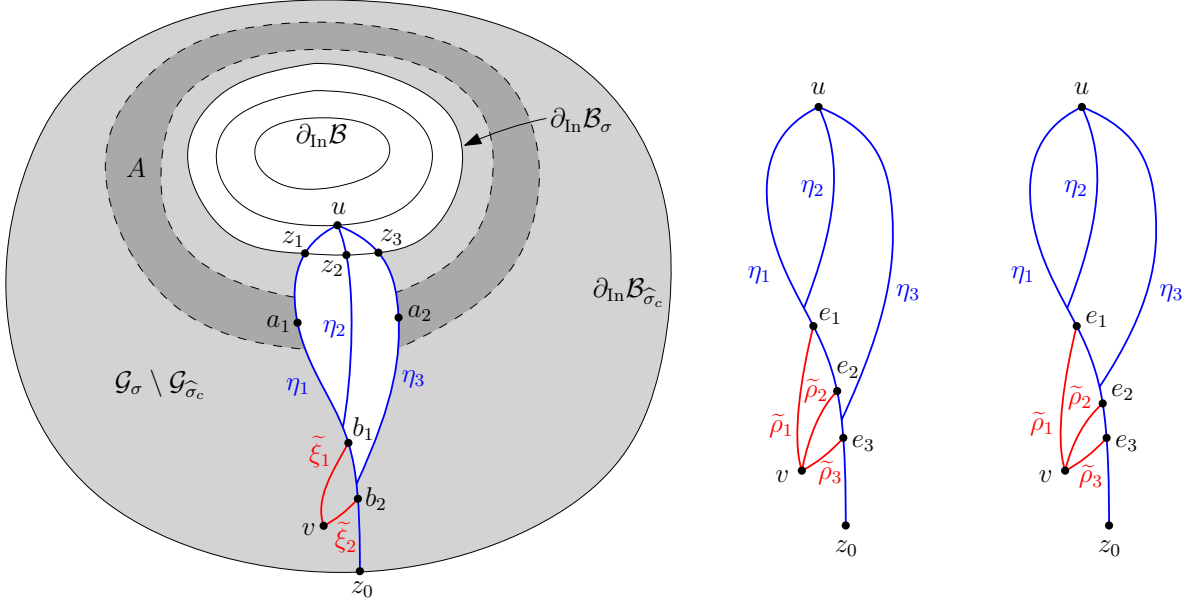 ∂_In B
∂_In B_σ
A
u
z_1
z_2
z_3
∂_In B_{σ̂_c}
a_1
η_2
a_2
G_σ \ G_{σ̂_c}
η_1
η_3
b_1
ξ̃_1
b_2
v
ξ̃_2
z_0
u
η_2
η_1
η_3
e_1
e_2
ρ̃_2
ρ̃_1
e_3
v
ρ̃_3
z_0
u
η_2
η_1
η_3
e_1
e_2
ρ̃_2
ρ̃_1
e_3
v
ρ̃_3
z_0